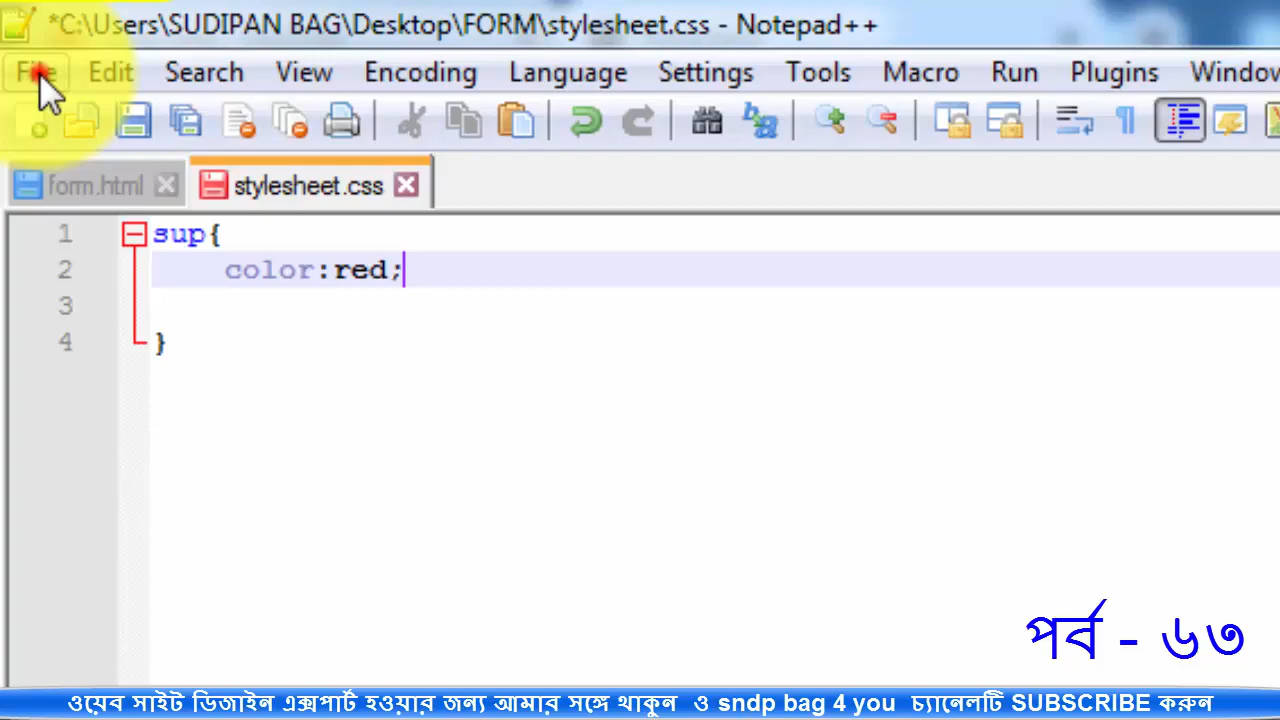 *C:\Users\SUDIPAN BAG\Desktop\FORM\stylesheet.css - Notepad++
File Edit Search View Encoding Language Settings Tools Macro Run Plugins Window
form.html stylesheet.css
1 sup{
2 color:red;
3
4 }
পর্ব - ৬৩
ওয়েব সাইট ডিজাইন এক্সপার্ট হওয়ার জন্য আমার সঙ্গে থাকুন ও sndp bag 4 you চ্যানেলটি SUBSCRIBE করুন